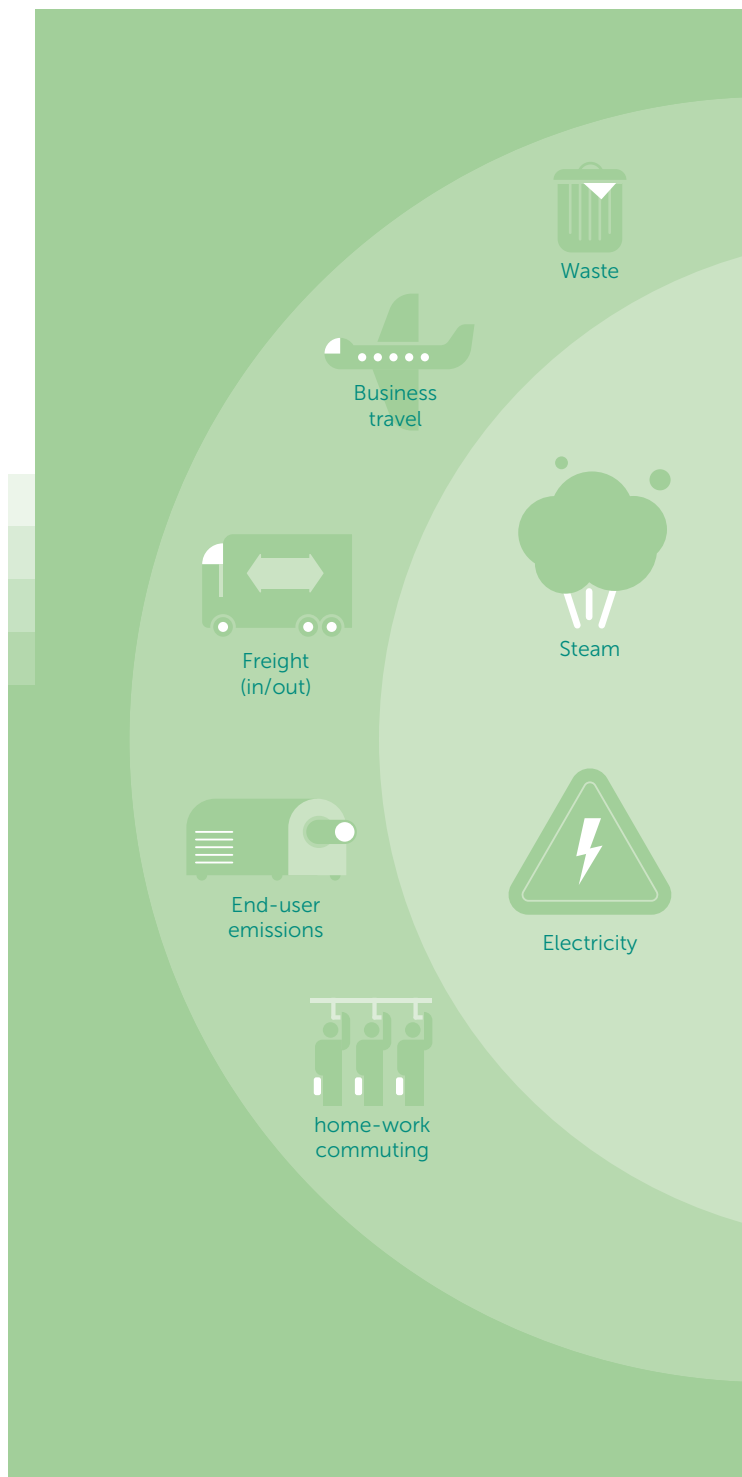 Waste
Business
travel
Steam
Freight
(in/out)
End-user
emissions
Electricity
home-work
commuting